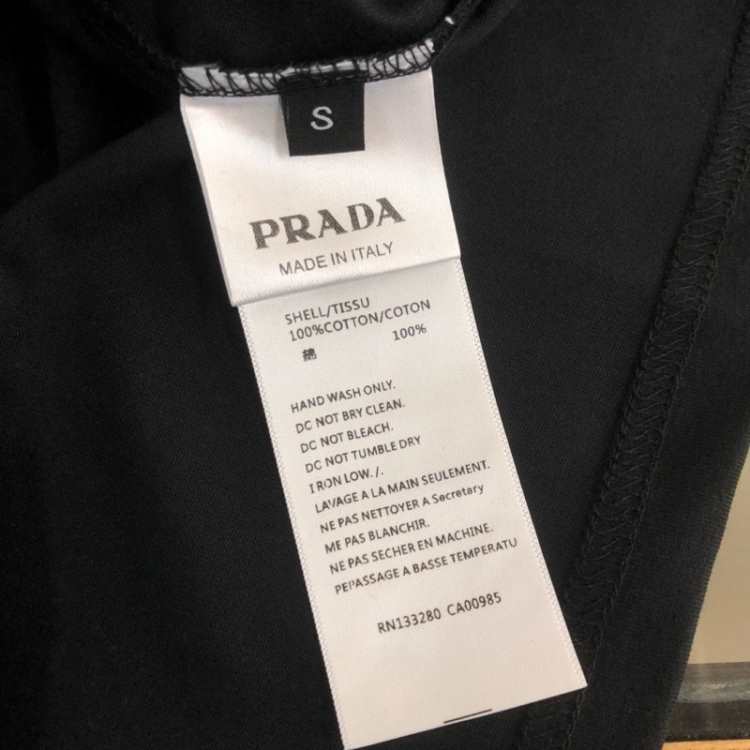 S
PRADA
MADE IN ITALY
SHELL/TISSU
100%COTTON/COTON
綿 100%
HAND WASH ONLY.
DC NOT BRY CLEAN.
DC NOT BLEACH.
DC NOT TUMBLE DRY
I RON LOW./.
LAVAGE A LA MAIN SEULEMENT.
NE PAS NETTOYER A Secretary
ME PAS BLANCHIR.
NE PAS SECHER EN MACHINE.
PEPASSAGE A BASSE TEMPERATU
RN133280 CA00985